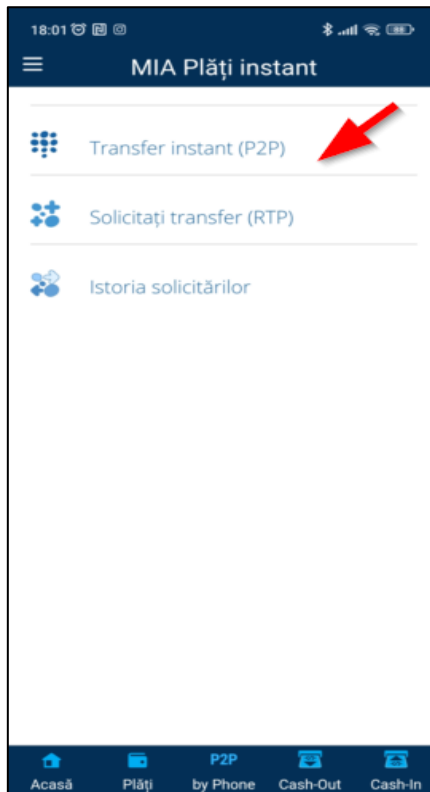 18:01
MIA Plăți instant
Transfer instant (P2P)
Solicitați transfer (RTP)
Istoria solicitărilor
P2P
Acasă Plăți by Phone Cash-Out Cash-In